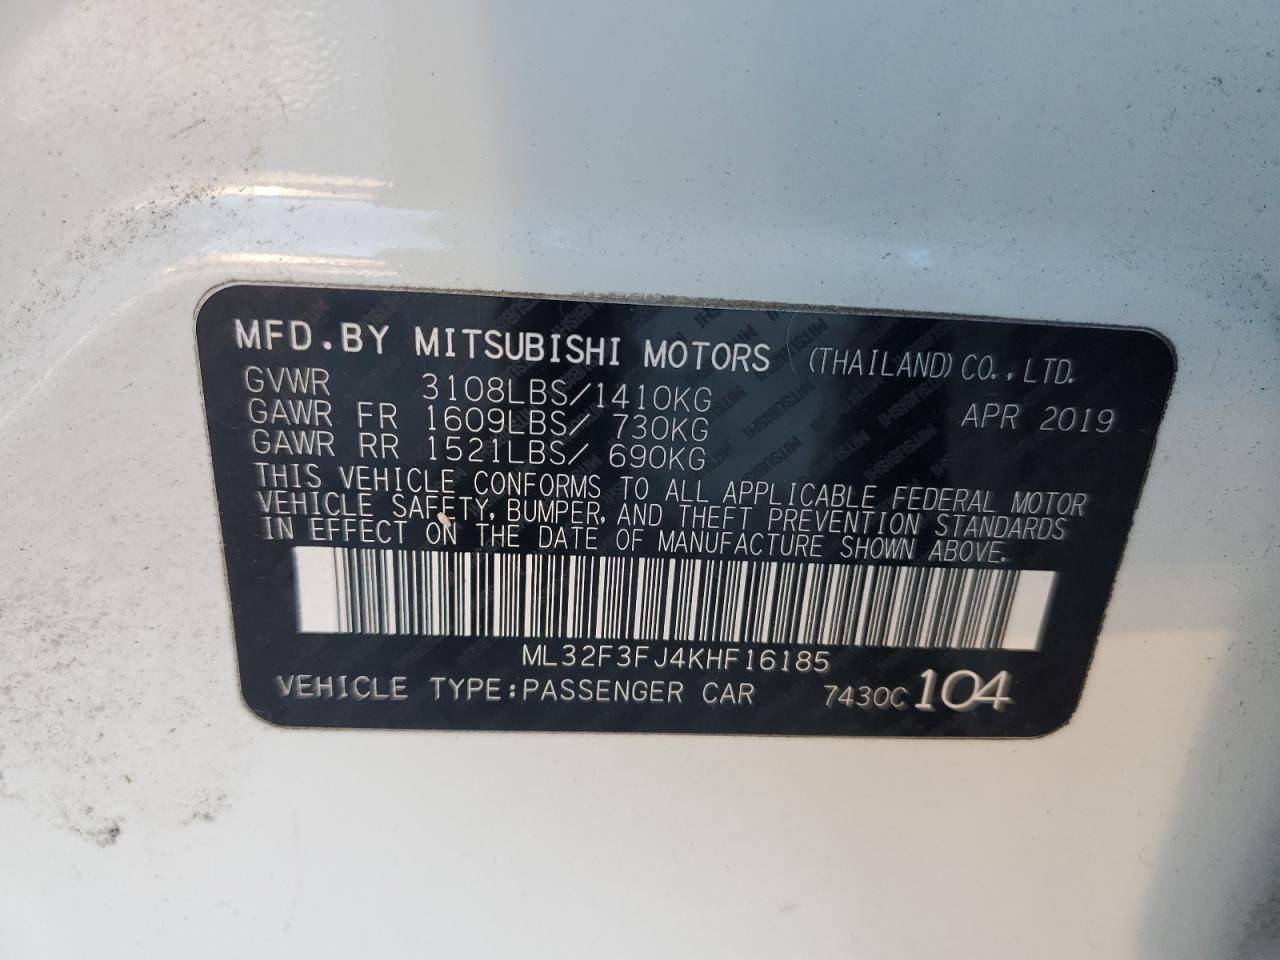 MFD.BY MITSUBISHI MOTORS (THAILAND) CO., LTD.
GVWR 3108LBS/1410KG APR 2019
GAWR FR 1609LBS/ 730KG
GAWR RR 1521LBS/ 690KG
THIS VEHICLE CONFORMS TO ALL APPLICABLE FEDERAL MOTOR
VEHICLE SAFETY, BUMPER, AND THEFT PREVENTION STANDARDS
IN EFFECT ON THE DATE OF MANUFACTURE SHOWN ABOVE.
ML32F3FJ4KHF16185
VEHICLE TYPE:PASSENGER CAR 7430C 104